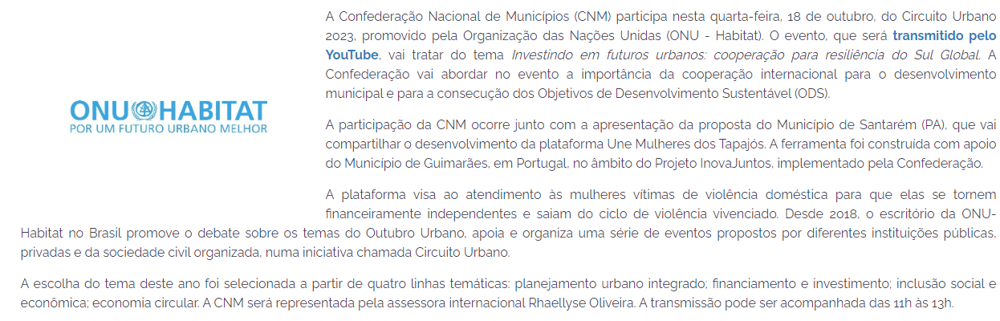 ONU HABITAT
POR UM FUTURO URBANO MELHOR
A Confederação Nacional de Municípios (CNM) participa nesta quarta-feira, 18 de outubro, do Circuito Urbano
2023, promovido pela Organização das Nações Unidas (ONU - Habitat). O evento, que será transmitido pelo
YouTube, vai tratar do tema Investindo em futuros urbanos: cooperação para resiliência do Sul Global. A
Confederação vai abordar no evento a importância da cooperação internacional para o desenvolvimento
municipal e para a consecução dos Objetivos de Desenvolvimento Sustentável (ODS).
A participação da CNM ocorre junto com a apresentação da proposta do Município de Santarém (PA), que vai
compartilhar o desenvolvimento da plataforma Une Mulheres dos Tapajós. A ferramenta foi construída com apoio
do Município de Guimarães, em Portugal, no âmbito do Projeto InovaJuntos, implementado pela Confederação.
A plataforma visa ao atendimento às mulheres vítimas de violência doméstica para que elas se tornem
financeiramente independentes e saiam do ciclo de violência vivenciado. Desde 2018, o escritório da ONU-
Habitat no Brasil promove o debate sobre os temas do Outubro Urbano, apoia e organiza uma série de eventos propostos por diferentes instituições públicas,
privadas e da sociedade civil organizada, numa iniciativa chamada Circuito Urbano.
A escolha do tema deste ano foi selecionada a partir de quatro linhas temáticas: planejamento urbano integrado; financiamento e investimento; inclusão social e
econômica; economia circular. A CNM será representada pela assessora internacional Rhaellyse Oliveira. A transmissão pode ser acompanhada das 11h às 13h.